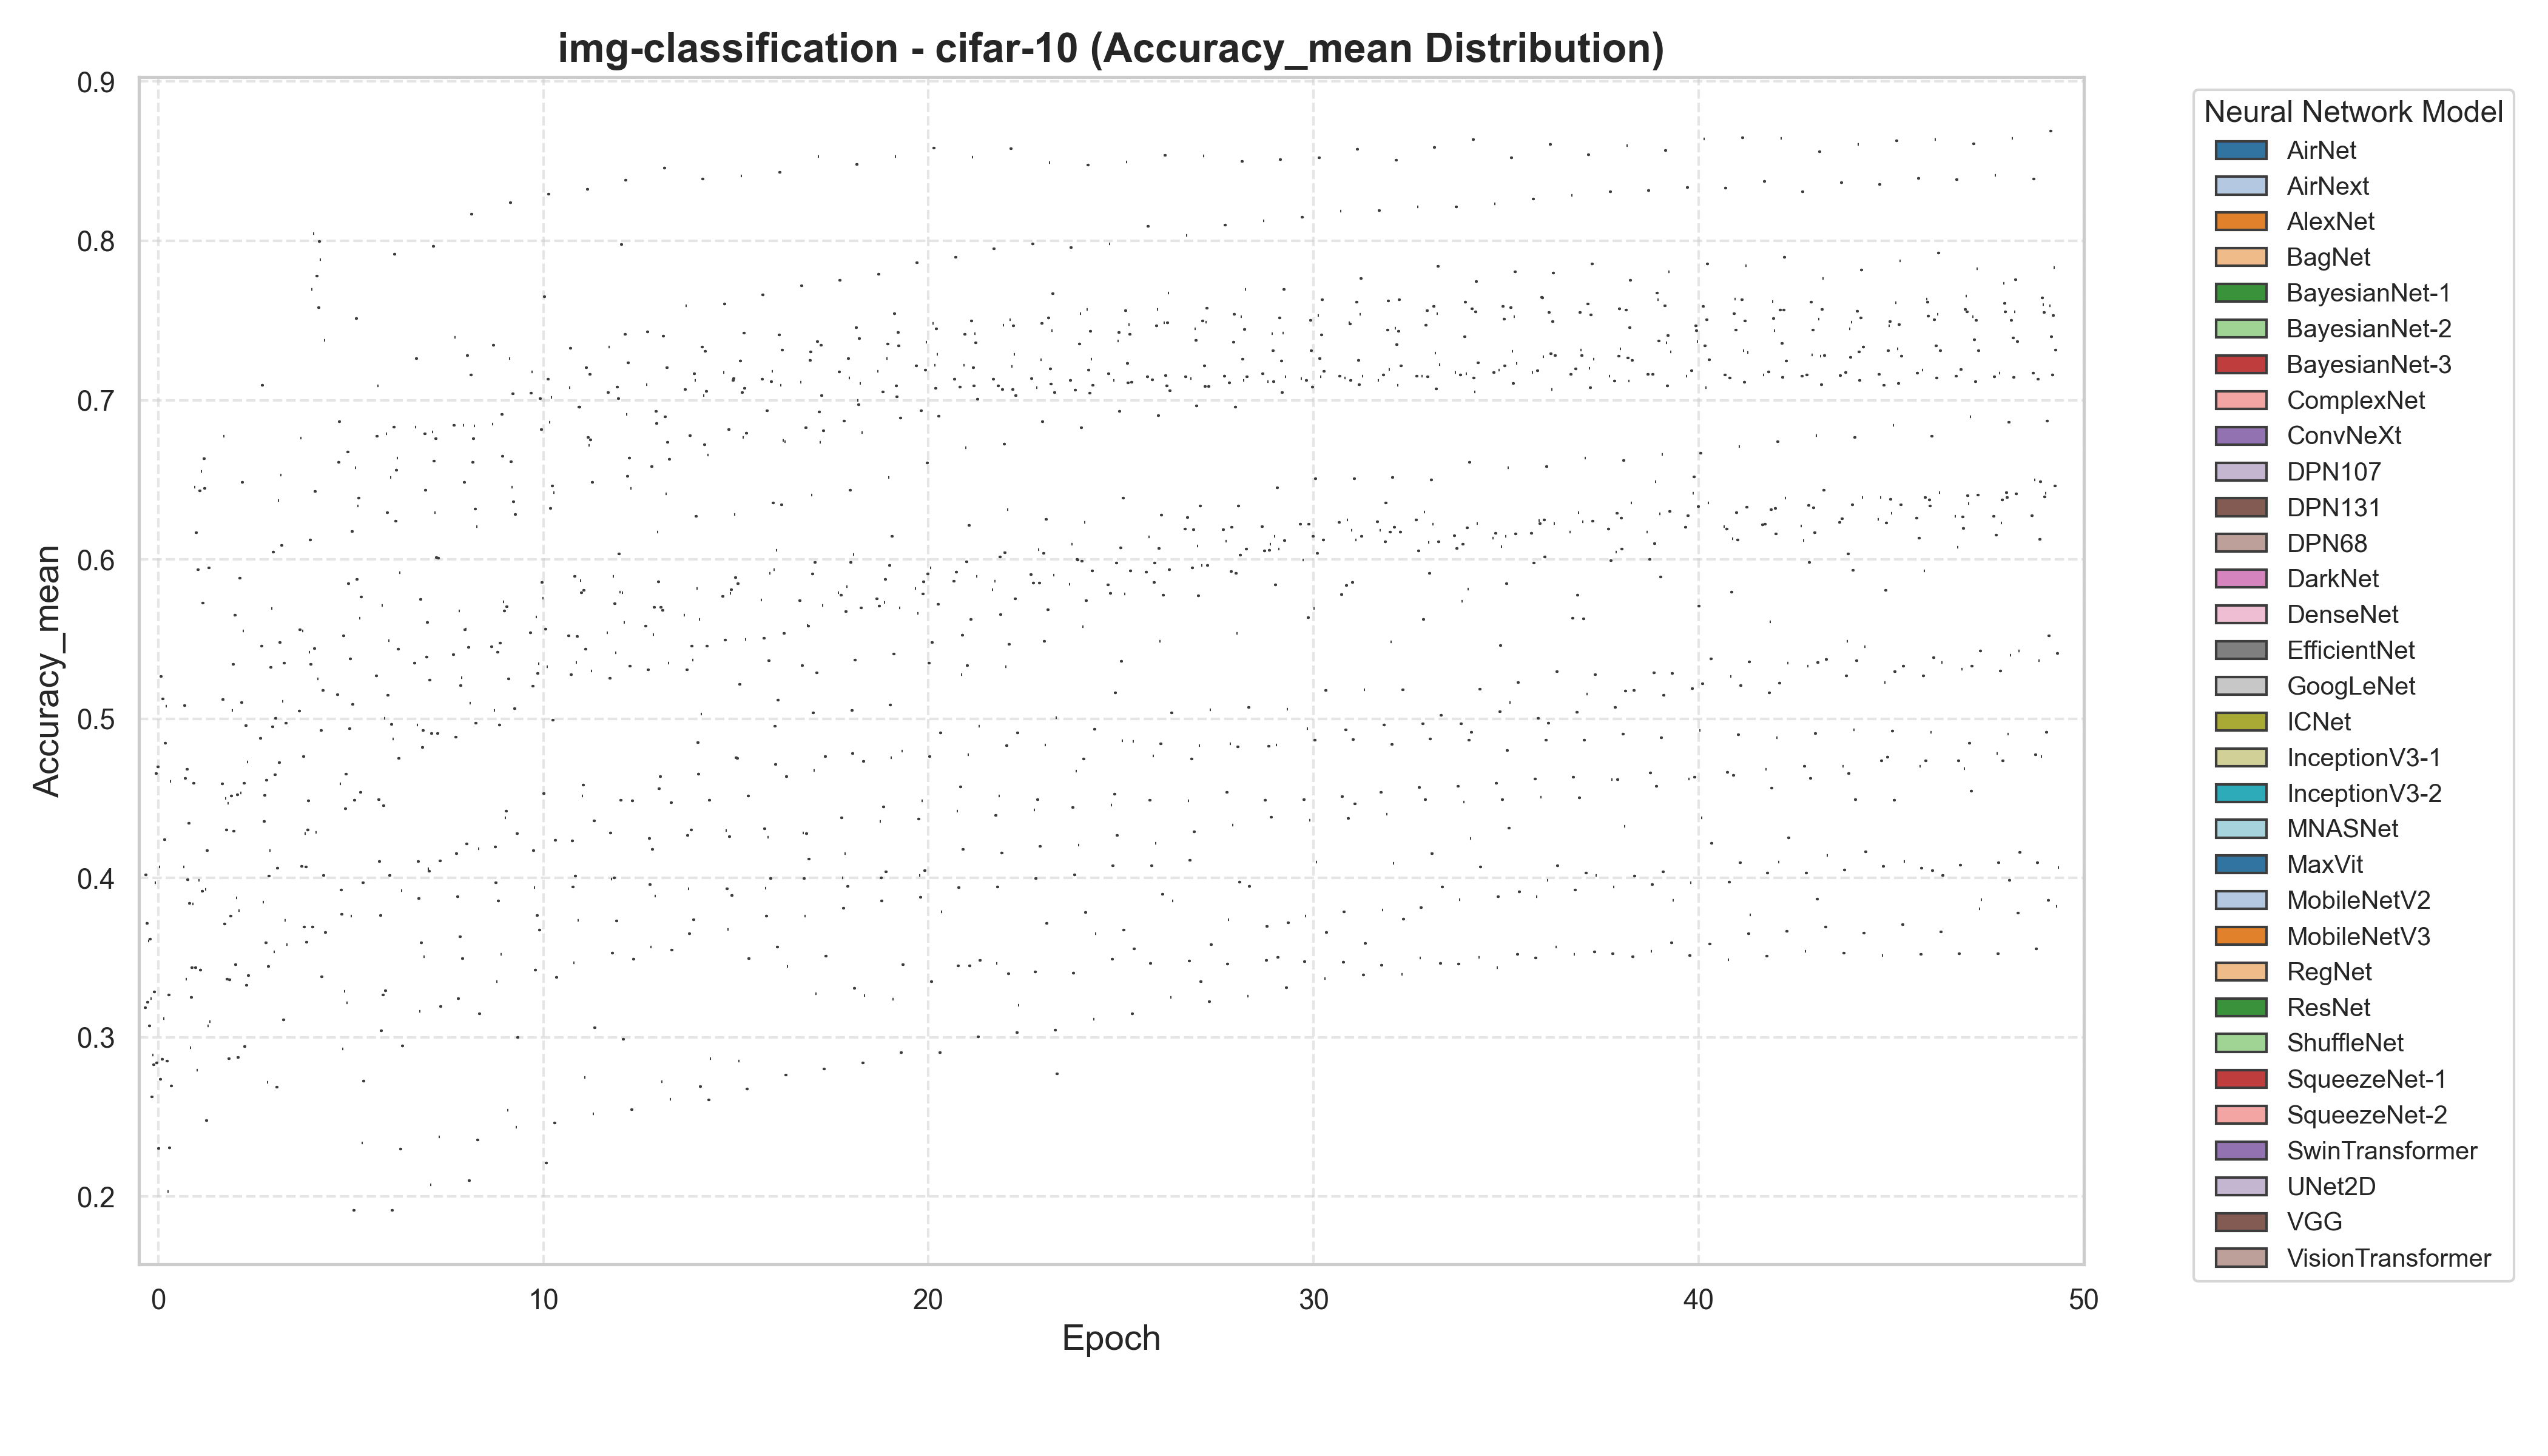 img-classification - cifar-10 (Accuracy_mean Distribution)
0.9
0.8
0.7
0.6
0.5
0.4
0.3
0.2
Accuracy_mean
0 10 20 30 40 50
Epoch
Neural Network Model
AirNet
AirNext
AlexNet
BagNet
BayesianNet-1
BayesianNet-2
BayesianNet-3
ComplexNet
ConvNeXt
DPN107
DPN131
DPN68
DarkNet
DenseNet
EfficientNet
GoogLeNet
ICNet
InceptionV3-1
InceptionV3-2
MNASNet
MaxVit
MobileNetV2
MobileNetV3
RegNet
ResNet
ShuffleNet
SqueezeNet-1
SqueezeNet-2
SwinTransformer
UNet2D
VGG
VisionTransformer